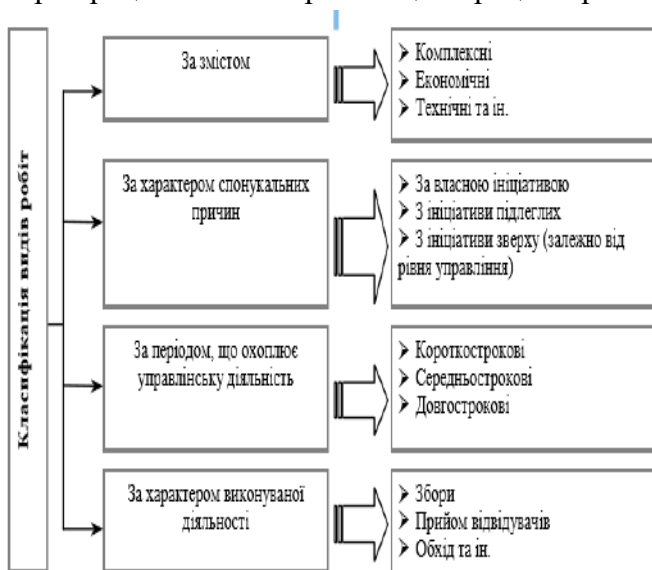 Класифікація видів робіт
За змістом
➢ Комплексні
➢ Економічні
➢ Технічні та ін.
За характером спонукальних
причин
➢ За власною ініціативою
➢ З ініціативи підлеглих
➢ З ініціативи зверху (залежно від
рівня управління)
За періодом, що охоплює
управлінську діяльність
➢ Короткострокові
➢ Середньострокові
➢ Довгострокові
За характером виконуваної
діяльності
➢ Збори
➢ Прийом відвідувачів
➢ Обхід та ін.